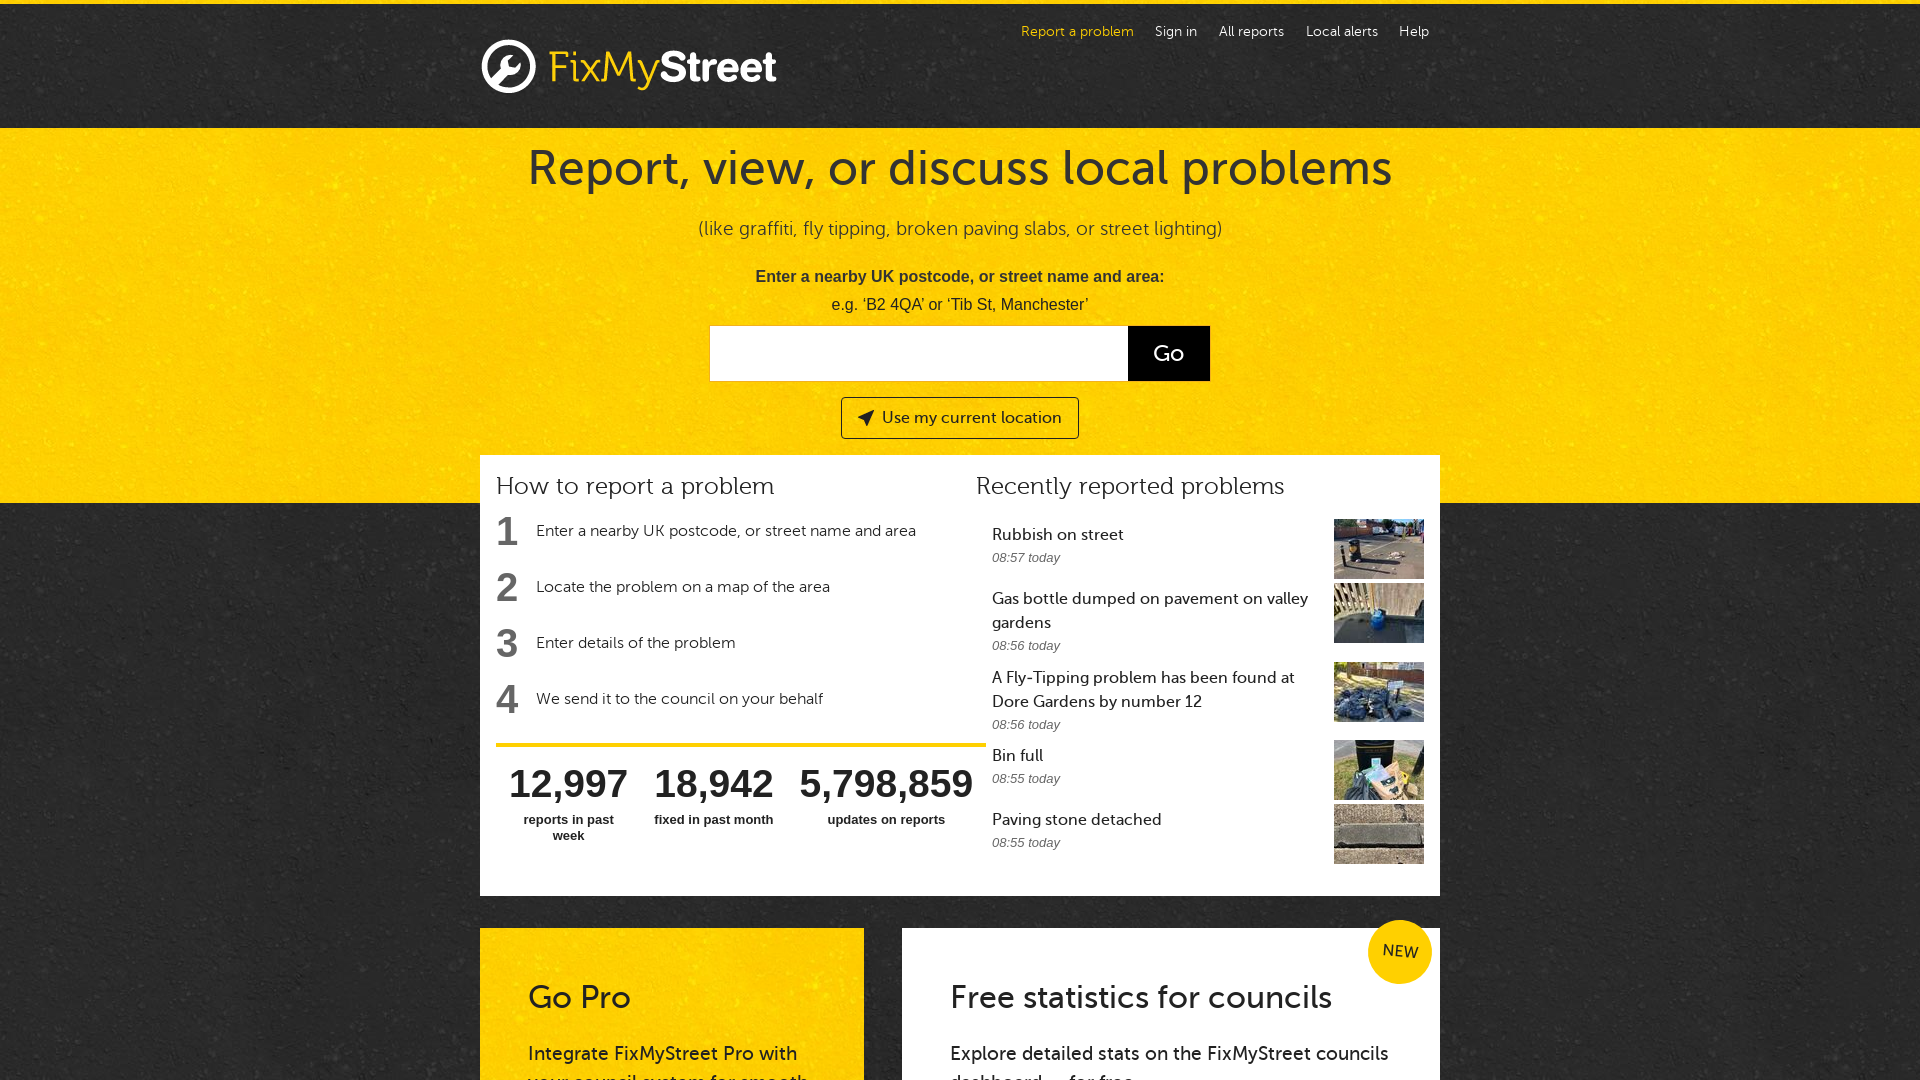 Report a problem
Sign in
All reports
Local alerts
Help
FixMyStreet
Report, view, or discuss local problems
(like graffiti, fly tipping, broken paving slabs, or street lighting)
Enter a nearby UK postcode, or street name and area:
e.g. ‘B2 4QA’ or ‘Tib St, Manchester’
Go
Use my current location
How to report a problem
1 Enter a nearby UK postcode, or street name and area
2 Locate the problem on a map of the area
3 Enter details of the problem
4 We send it to the council on your behalf
12,997
reports in past
week
18,942
fixed in past month
5,798,859
updates on reports
Recently reported problems
Rubbish on street
08:57 today
Gas bottle dumped on pavement on valley
gardens
08:56 today
A Fly-Tipping problem has been found at
Dore Gardens by number 12
08:56 today
Bin full
08:55 today
Paving stone detached
08:55 today
Go Pro
Integrate FixMyStreet Pro with
your council system for smooth
NEW
Free statistics for councils
Explore detailed stats on the FixMyStreet councils
dashboard — for free